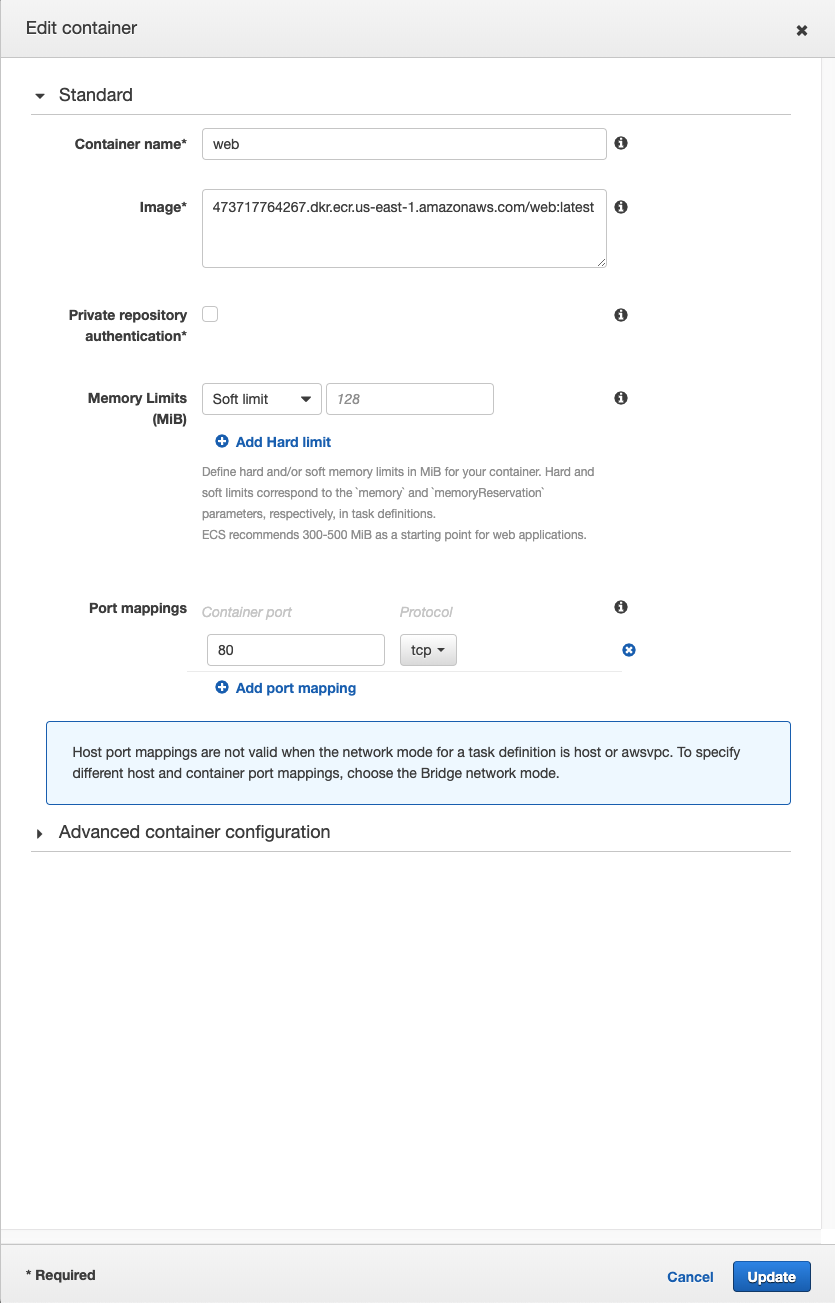 Edit container
Standard
Container name*
web
Image*
473717764267.dkr.ecr.us-east-1.amazonaws.com/web:latest
Private repository
authentication*
Memory Limits
(MiB)
Soft limit
128
Add Hard limit
Define hard and/or soft memory limits in MiB for your container. Hard and
soft limits correspond to the `memory` and `memoryReservation`
parameters, respectively, in task definitions.
ECS recommends 300-500 MiB as a starting point for web applications.
Port mappings
Container port
Protocol
80
tcp
Add port mapping
Host port mappings are not valid when the network mode for a task definition is host or awsvpc. To specify
different host and container port mappings, choose the Bridge network mode.
Advanced container configuration
* Required
Cancel
Update